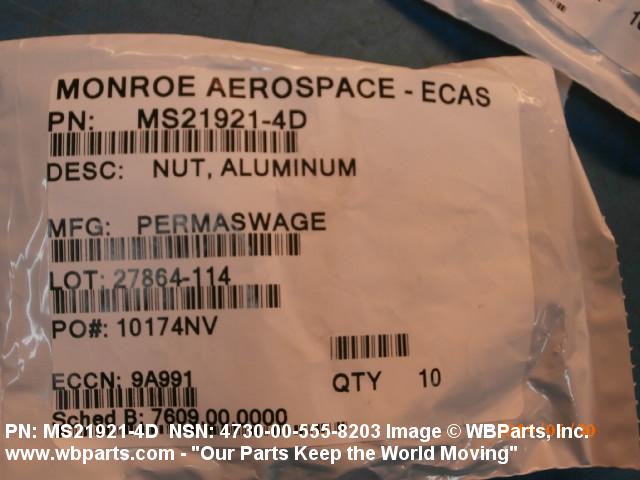 MONROE AEROSPACE - ECAS
PN: MS21921-4D
DESC: NUT, ALUMINUM
MFG: PERMASWAGE
LOT: 27864-114
PO#: 10174NV
ECCN: 9A991
QTY 10
Sched B: 7609.00.0000
PN: MS21921-4D NSN: 4730-00-555-8203 Image © WBParts, Inc.
www.wbparts.com - "Our Parts Keep the World Moving"